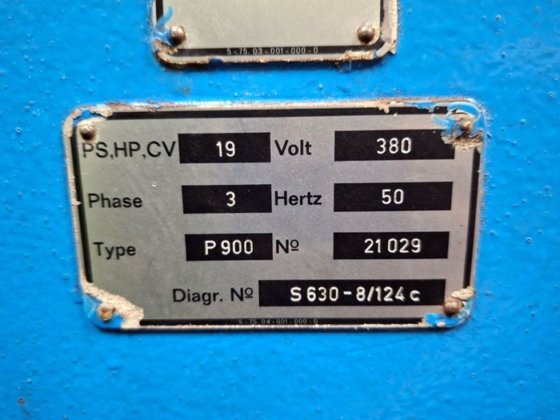 5-75.03-001-000-0
PS,HP,CV 19 Volt 380
Phase 3 Hertz 50
Type P900 Nº 21029
Diagr. Nº S630-8/124c
5-75.04-001-000-0